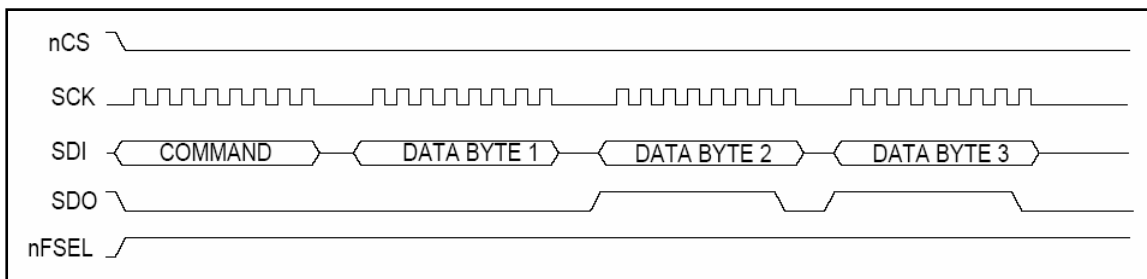 nCS
SCK
SDI COMMAND DATA BYTE 1 DATA BYTE 2 DATA BYTE 3
SDO
nFSEL